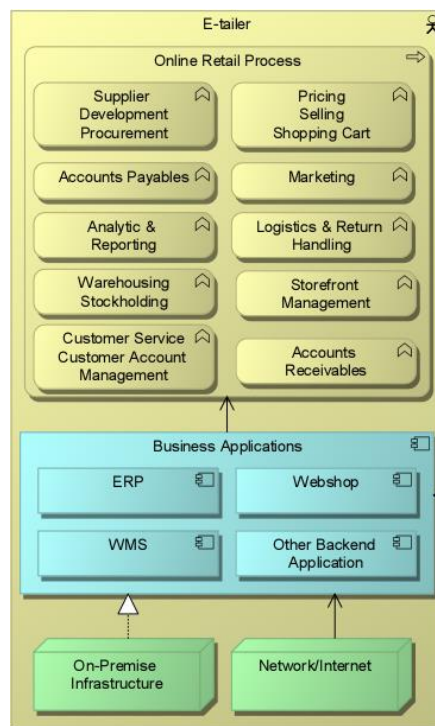 E-tailer
Online Retail Process
Supplier
Development
Procurement
Pricing
Selling
Shopping Cart
Accounts Payables
Marketing
Analytic &
Reporting
Logistics & Return
Handling
Warehousing
Stockholding
Storefront
Management
Customer Service
Customer Account
Management
Accounts
Receivables
Business Applications
ERP
Webshop
WMS
Other Backend
Application
On-Premise
Infrastructure
Network/Internet